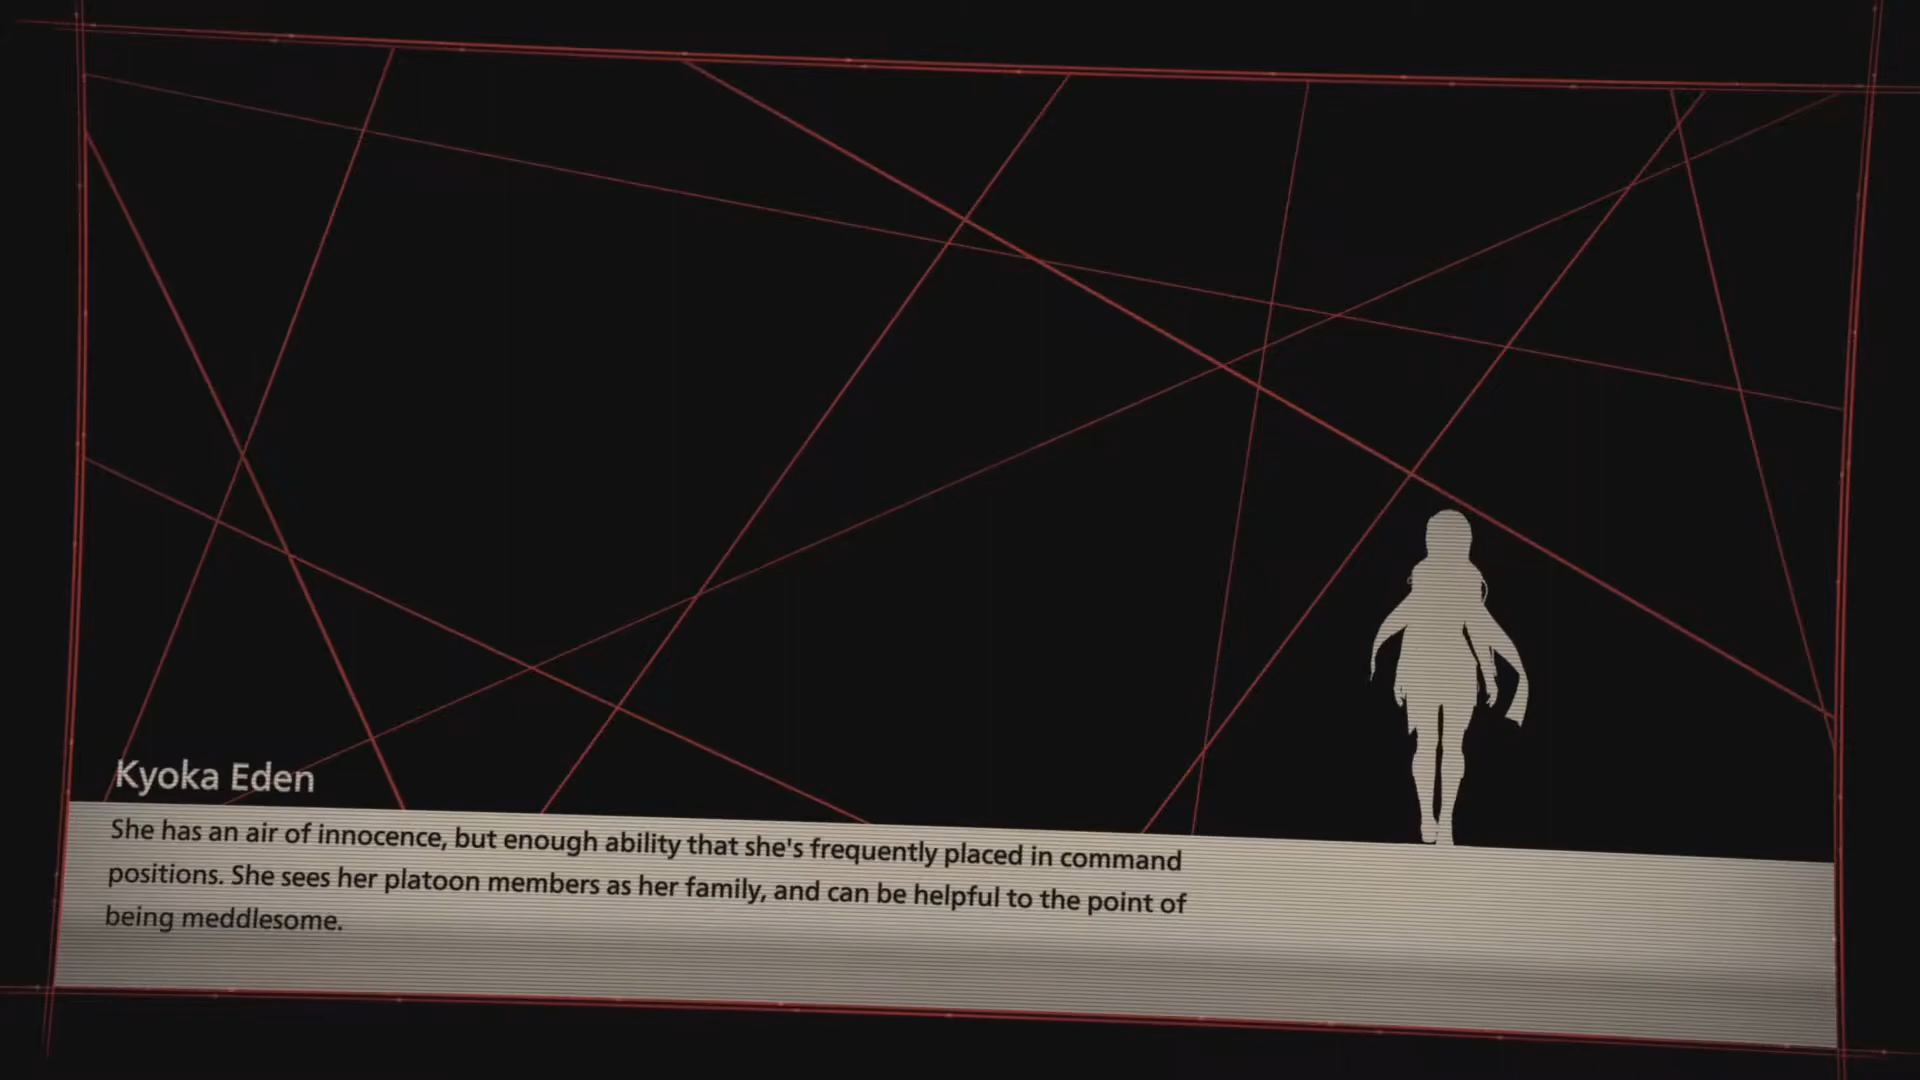 Kyoka Eden
She has an air of innocence, but enough ability that she's frequently placed in command
positions. She sees her platoon members as her family, and can be helpful to the point of
being meddlesome.